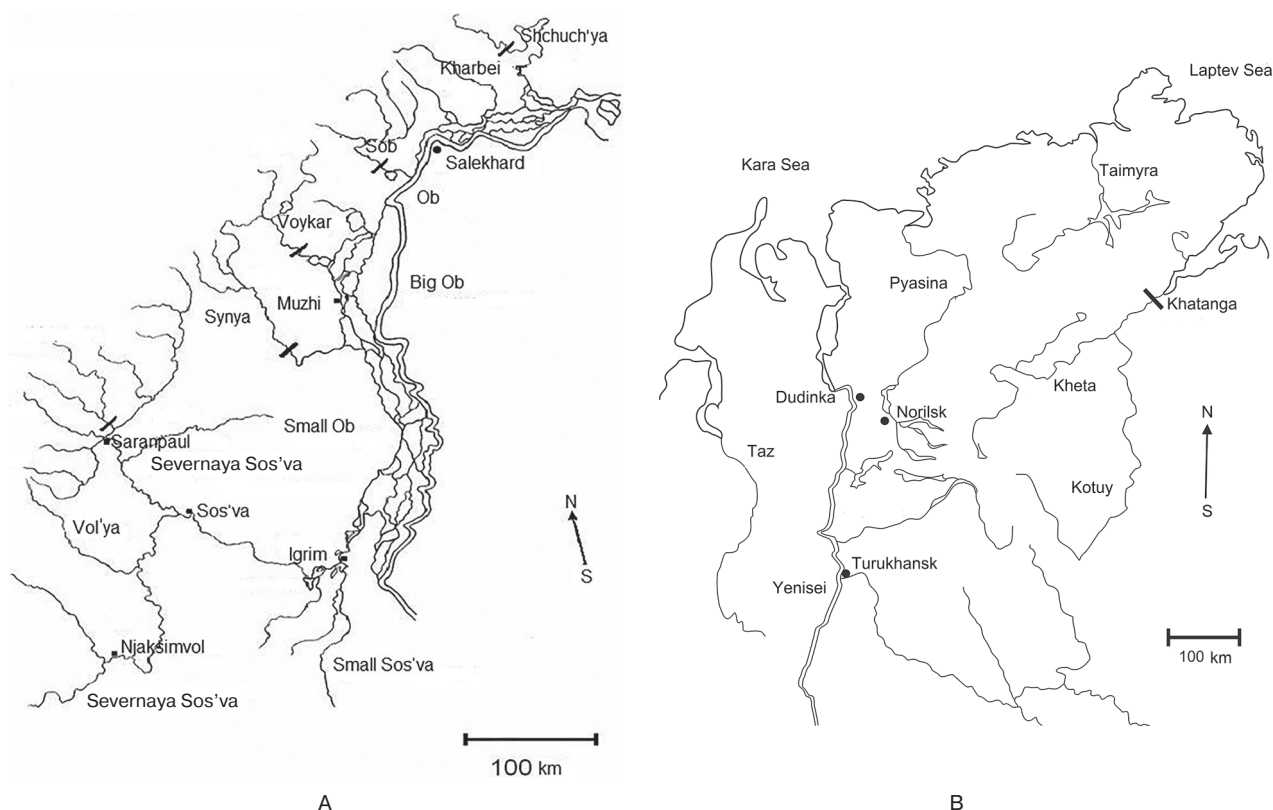 Shchuch'ya
Kharbei
Sob
Salekhard
Ob
Voykar
Big Ob
Muzhi
Synya
Small Ob
Saranpaul
Severnaya Sos'va
Sos'va
Vol'ya
Igrim
N
S
Njaksimvol
Small Sos'va
Severnaya Sos'va
100 km
A
Laptev Sea
Kara Sea
Taimyra
Pyasina
Khatanga
Kheta
Dudinka
Norilsk
N
Taz
Kotuy
S
Turukhansk
Yenisei
100 km
B